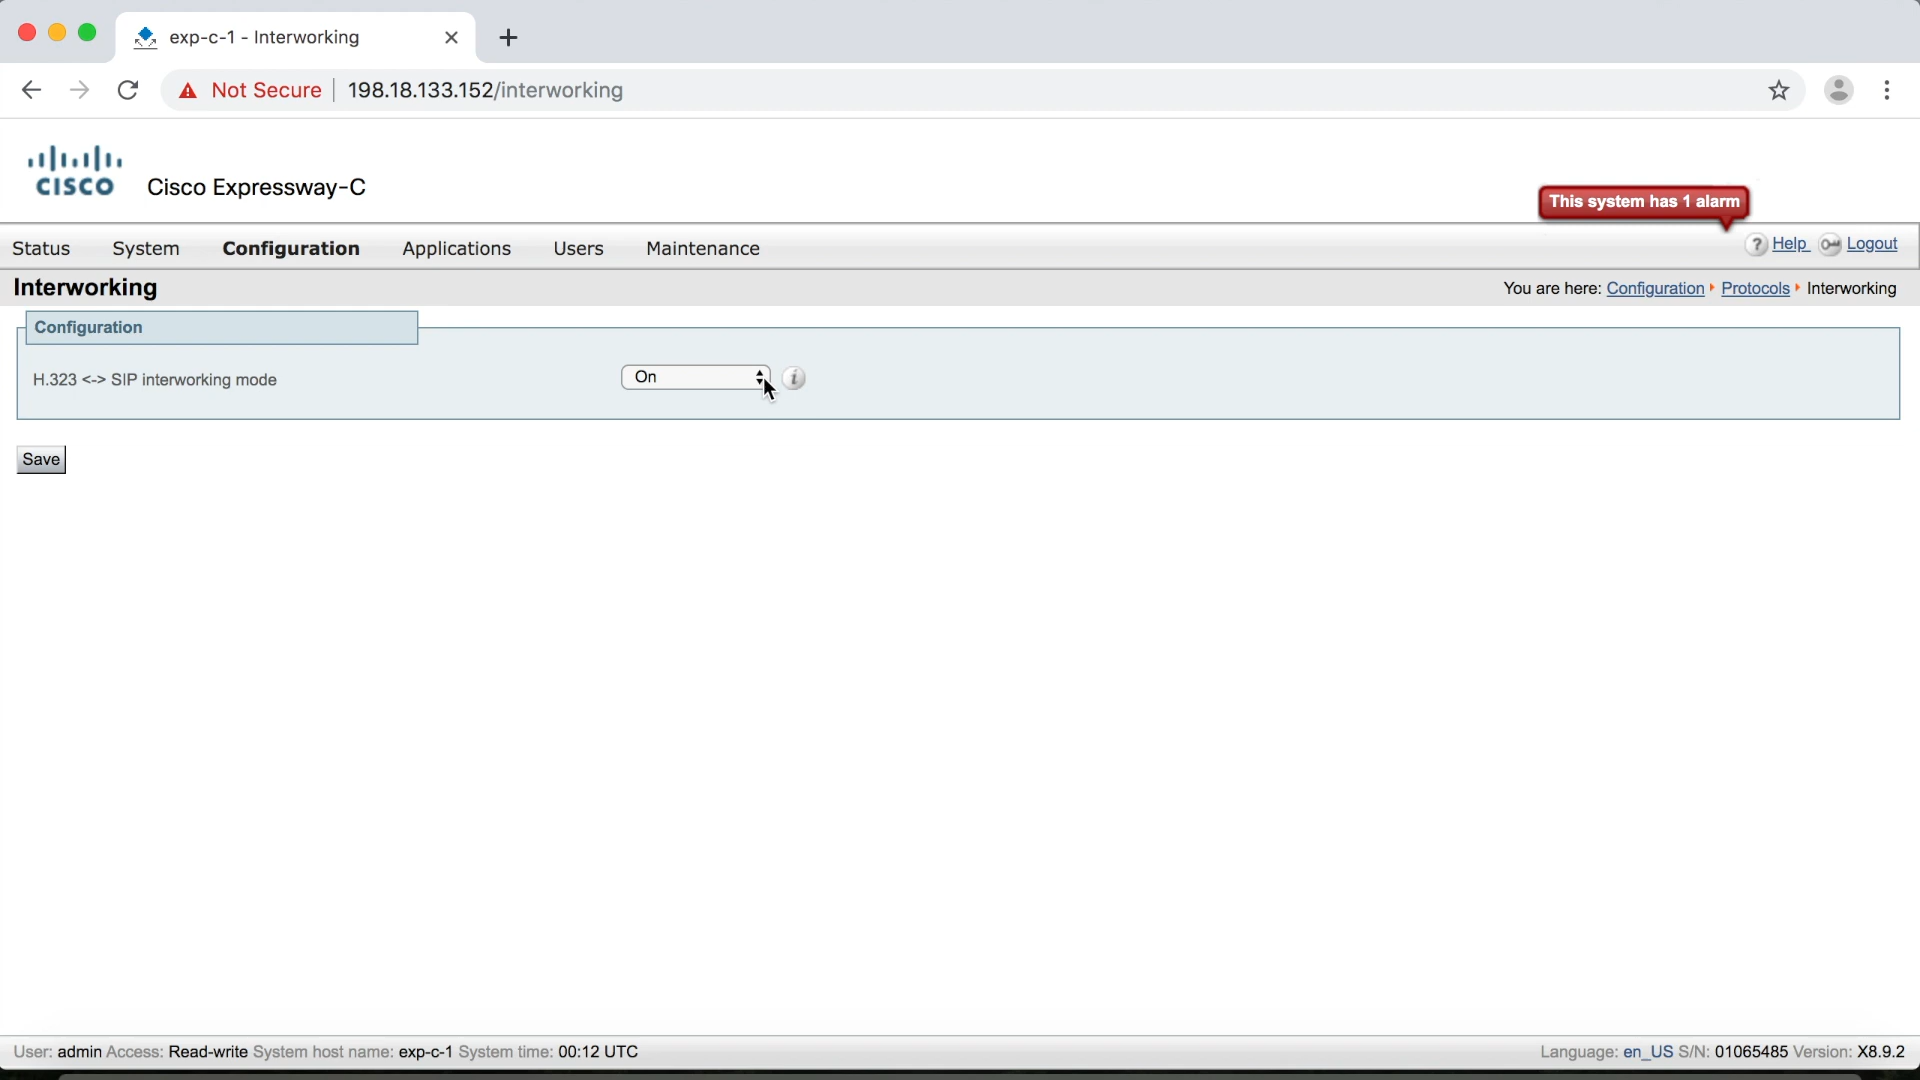 exp-c-1 - Interworking
Not Secure 198.18.133.152/interworking
CISCO Cisco Expressway-C
This system has 1 alarm
Status System Configuration Applications Users Maintenance Help Logout
Interworking You are here: Configuration Protocols Interworking
Configuration
H.323 <-> SIP interworking mode On
Save
User: admin Access: Read-write System host name: exp-c-1 System time: 00:12 UTC Language: en_US S/N: 01065485 Version: X8.9.2